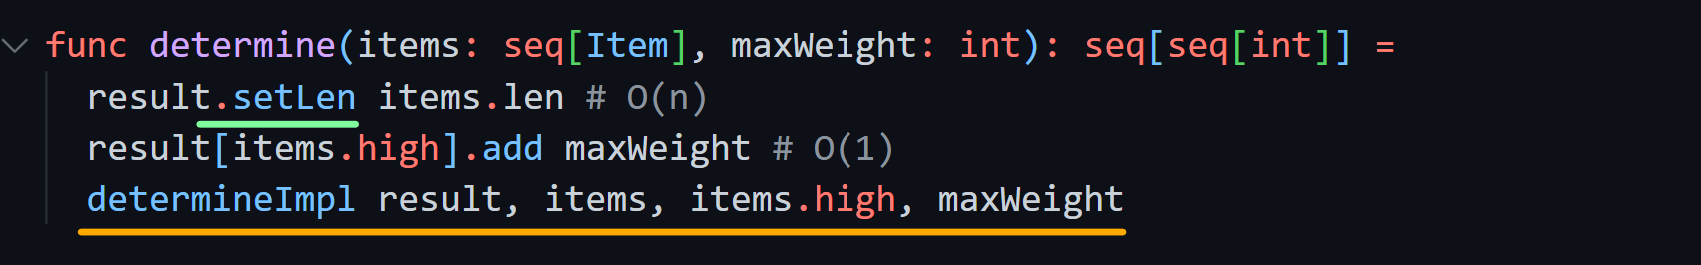 func determine(items: seq[Item], maxWeight: int): seq[seq[int]] =
  result.setLen items.len # O(n)
  result[items.high].add maxWeight # O(1)
  determineImpl result, items, items.high, maxWeight